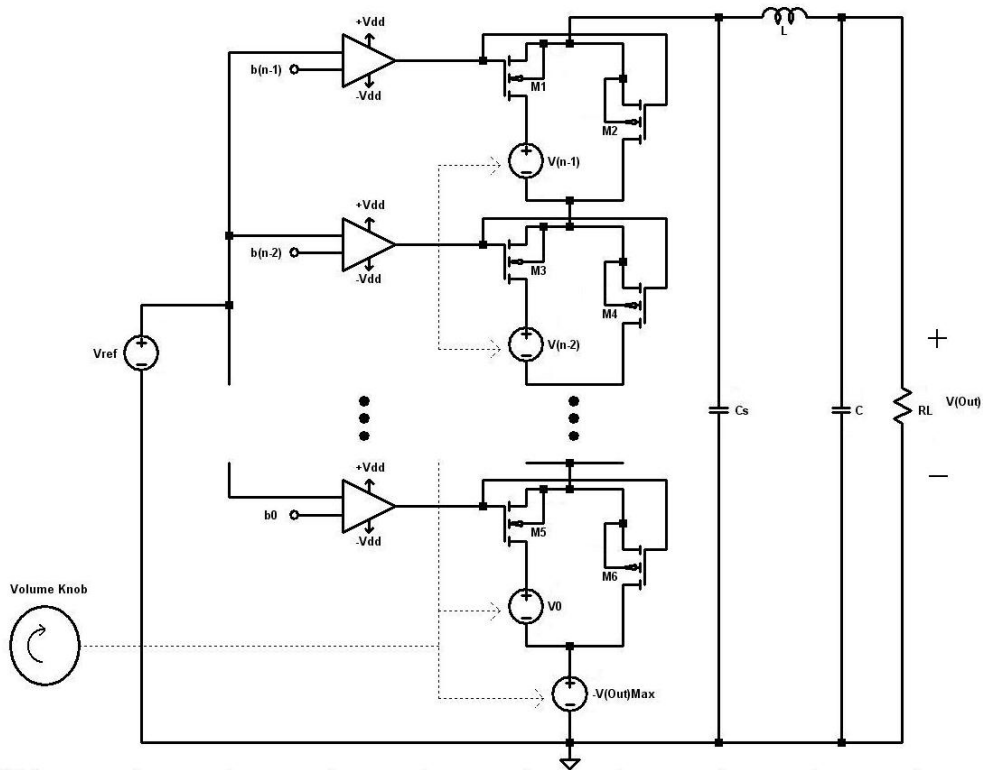 +Vdd
b(n-1)
-Vdd
M1
M2
V(n-1)
L
+Vdd
b(n-2)
-Vdd
M3
M4
V(n-2)
Vref
+
Cs
C
RL
V(Out)
−
+Vdd
b0
-Vdd
M5
M6
Volume Knob
V0
-V(Out)Max